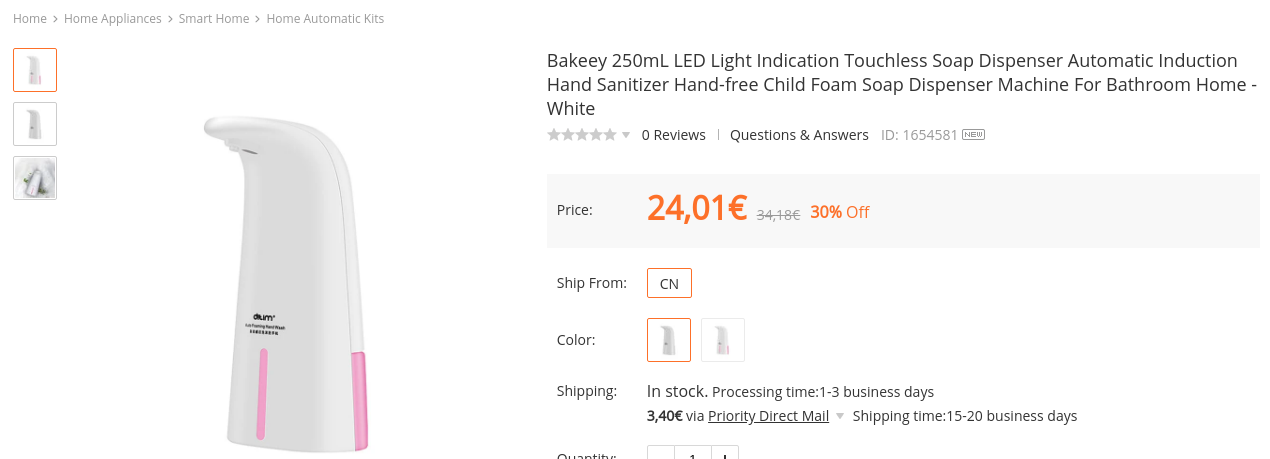 Home > Home Appliances > Smart Home > Home Automatic Kits
Bakeey 250mL LED Light Indication Touchless Soap Dispenser Automatic Induction
Hand Sanitizer Hand-free Child Foam Soap Dispenser Machine For Bathroom Home -
White
0 Reviews | Questions & Answers ID: 1654581 NEW
Price: 24,01€ 34,18€ 30% Off
Ship From: CN
Color:
Auto Foaming Hand Wash
Shipping: In stock. Processing time:1-3 business days
3,40€ via Priority Direct Mail Shipping time:15-20 business days
Quantity: 1 +